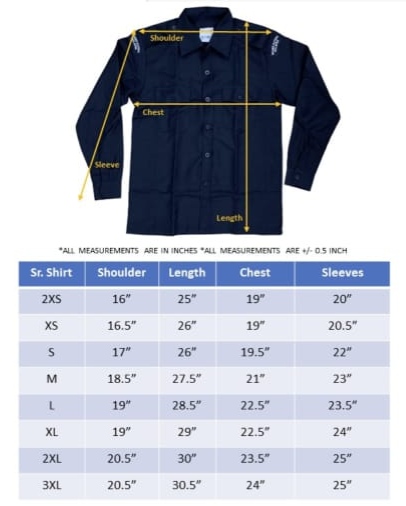 Shoulder
Chest
Sleeve
Length
*ALL MEASUREMENTS ARE IN INCHES *ALL MEASUREMENTS ARE +/- 0.5 INCH
Sr. Shirt Shoulder Length Chest Sleeves
2XS 16” 25” 19” 20”
XS 16.5” 26” 19” 20.5”
S 17” 26” 19.5” 22”
M 18.5” 27.5” 21” 23”
L 19” 28.5” 22.5” 23.5”
XL 19” 29” 22.5” 24”
2XL 20.5” 30” 23.5” 25”
3XL 20.5” 30.5” 24” 25”